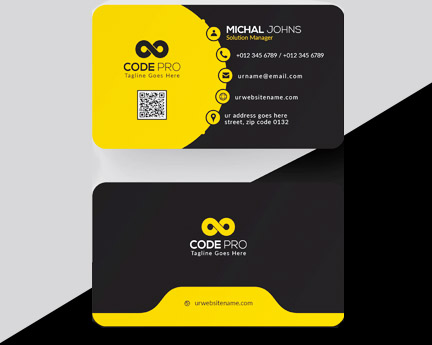 MICHAL JOHNS
Solution Manager
CODE PRO
Tagline Goes Here
+012 345 6789 / +012 345 6789
urname@email.com
urwebsitename.com
ur address goes here
street, zip code 0132
CODE PRO
Tagline Goes Here
urwebsitename.com